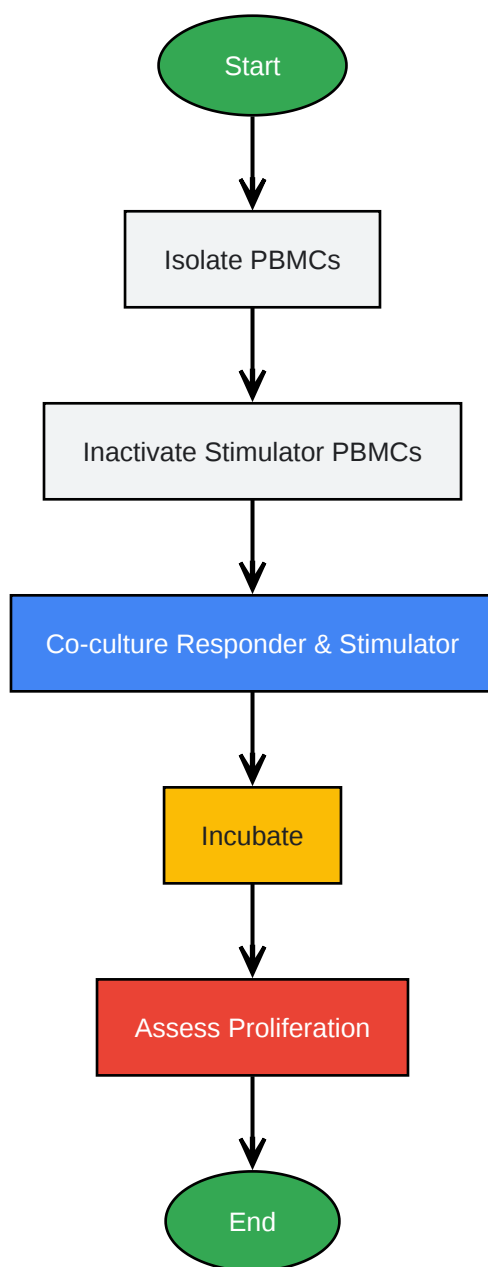 Start
Isolate PBMCs
Inactivate Stimulator PBMCs
Co-culture Responder & Stimulator
Incubate
Assess Proliferation
End